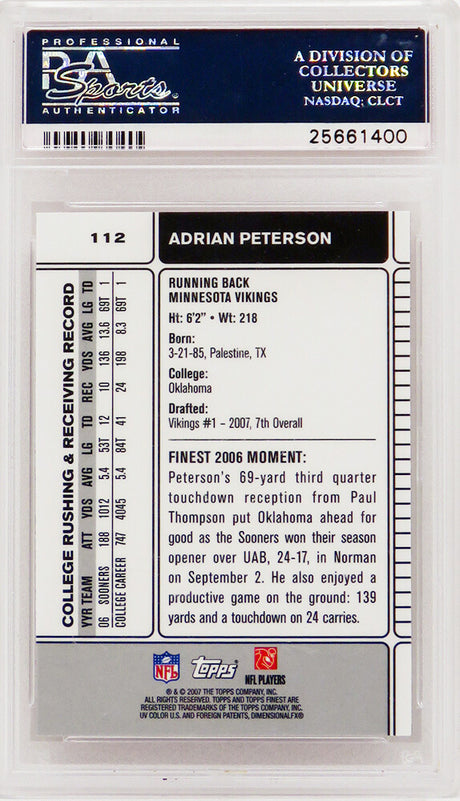 PROFESSIONAL
PSA
Sports
AUTHENTICATOR
A DIVISION OF
COLLECTORS
UNIVERSE
NASDAQ: CLCT
25661400
112
ADRIAN PETERSON
COLLEGE RUSHING & RECEIVING RECORD
YYR TEAM ATT YDS AVG LG TD REC YDS AVG LG TD
06 SOONERS 188 1012 5.4 53T 12 10 136 13.6 69T 1
COLLEGE CAREER 747 4045 5.4 84T 41 24 198 8.3 69T 1
RUNNING BACK
MINNESOTA VIKINGS
Ht: 6'2" • Wt: 218
Born:
3-21-85, Palestine, TX
College:
Oklahoma
Drafted:
Vikings #1 – 2007, 7th Overall
FINEST 2006 MOMENT:
Peterson's 69-yard third quarter
touchdown reception from Paul
Thompson put Oklahoma ahead for
good as the Sooners won their season
opener over UAB, 24-17, in Norman
on September 2. He also enjoyed a
productive game on the ground: 139
yards and a touchdown on 24 carries.
NFL
Topps
NFL PLAYERS
® & © 2007 THE TOPPS COMPANY, INC.
ALL RIGHTS RESERVED. TOPPS AND TOPPS FINEST ARE
REGISTERED TRADEMARKS OF THE TOPPS COMPANY, INC.
UV COLOR U.S. AND FOREIGN PATENTS, DIMENSIONALFX®